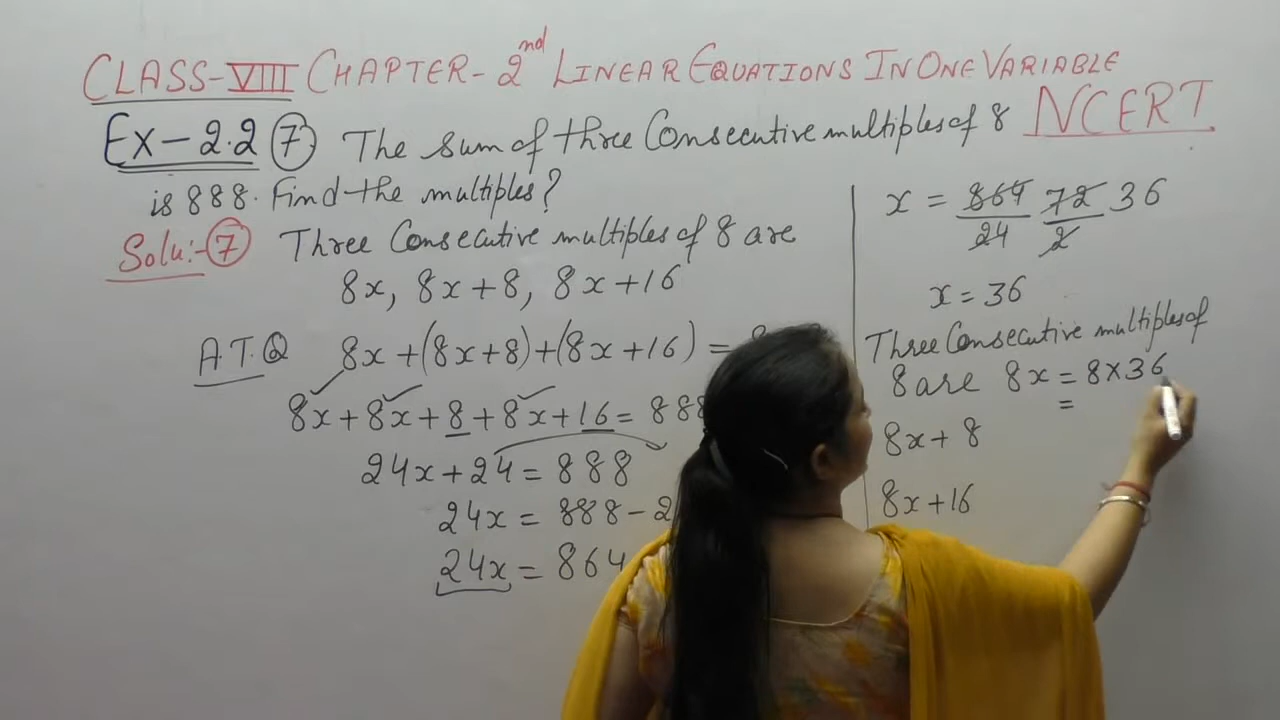 CLASS-VIII CHAPTER-2nd LINEAR EQUATIONS IN ONE VARIABLE
NCERT
Ex-2.2 (7) The sum of three Consecutive multiples of 8
is 888. Find the multiples?
Solu:-(7) Three Consecutive multiples of 8 are
8x, 8x+8, 8x+16
A.T.Q 8x+(8x+8)+(8x+16) =
8x+8x+8+8x+16=888
24x+24=888
24x=888-2
24x=864
x = 864/24 72/2 36
x=36
Three Consecutive multiples of
8 are 8x=8×36
=
8x+8
8x+16